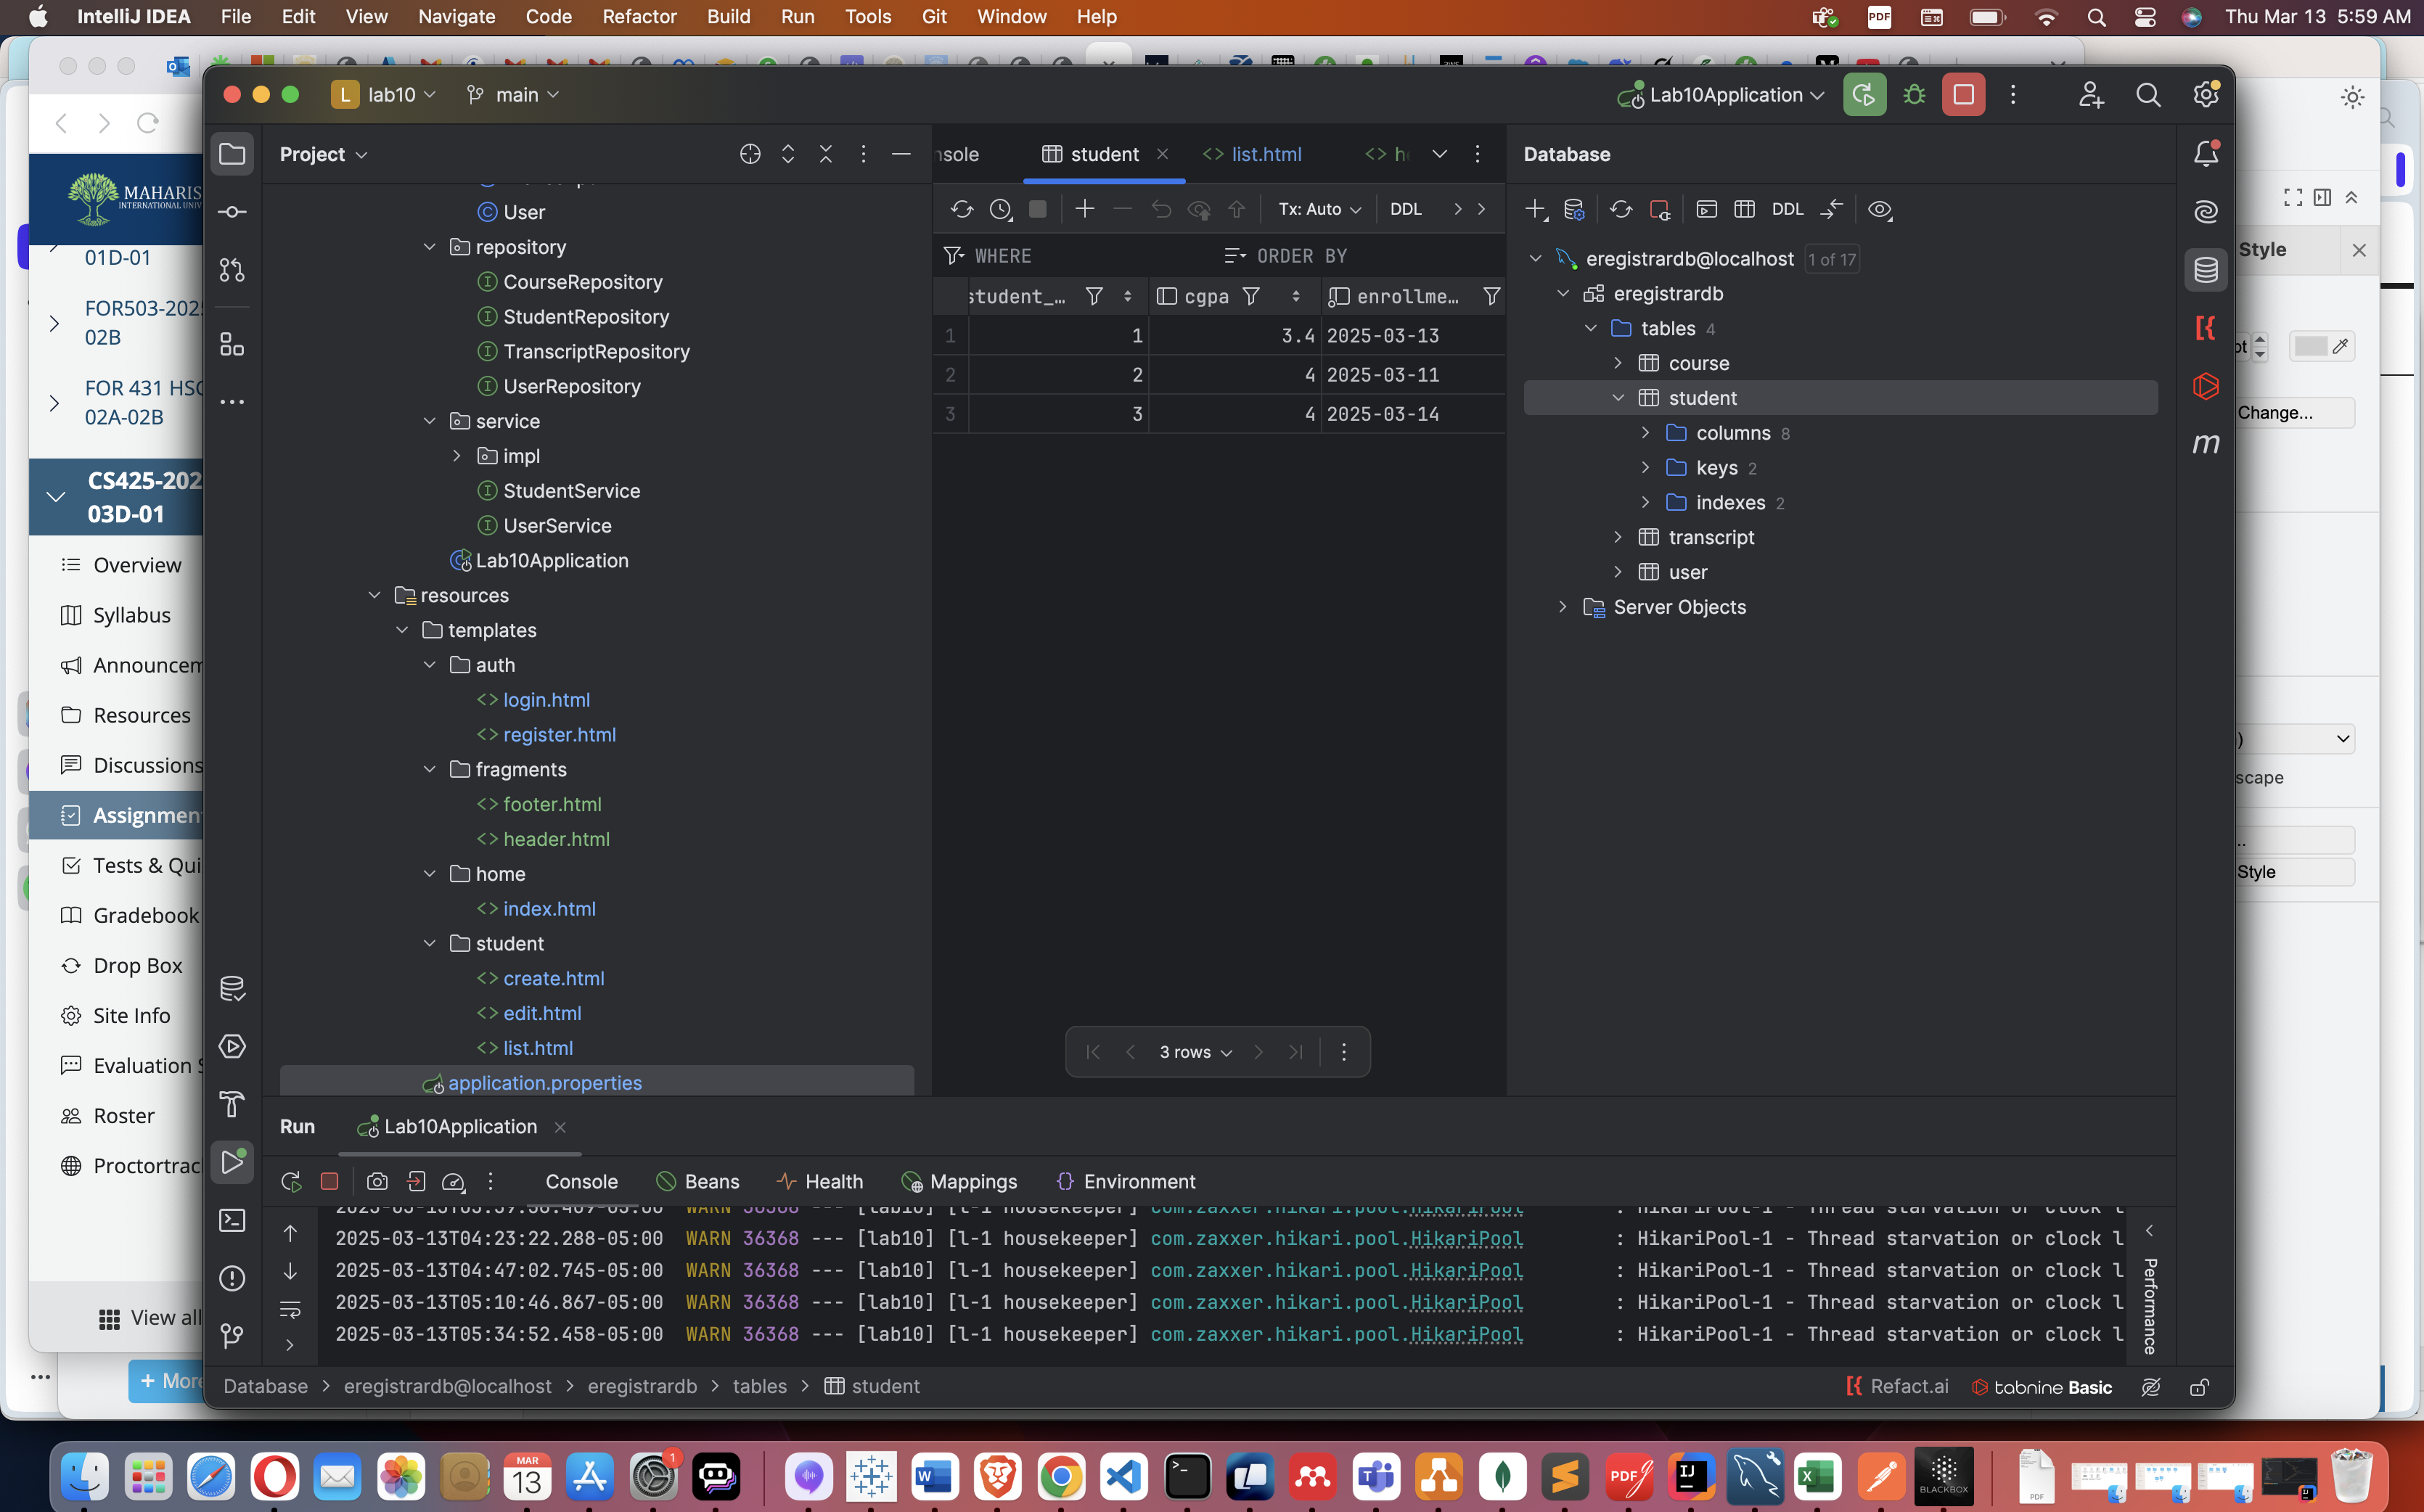 IntelliJ IDEA File Edit View Navigate Code Refactor Build Run Tools Git Window Help
Thu Mar 13 5:59 AM
L lab10 main
Lab10Application
MAHARIS
INTERNATIONAL UNIV
01D-01
FOR503-202
02B
FOR 431 HSC
02A-02B
CS425-202
03D-01
Overview
Syllabus
Announcem
Resources
Discussions
Assignmen
Tests & Qui
Gradebook
Drop Box
Site Info
Evaluation S
Roster
Proctortrac
View all
+ More
Project
User
repository
CourseRepository
StudentRepository
TranscriptRepository
UserRepository
service
impl
StudentService
UserService
Lab10Application
resources
templates
auth
login.html
register.html
fragments
footer.html
header.html
home
index.html
student
create.html
edit.html
list.html
application.properties
nsole student list.html h
Tx: Auto DDL
WHERE ORDER BY
student_... cgpa enrollme...
1 1 3.4 2025-03-13
2 2 4 2025-03-11
3 3 4 2025-03-14
3 rows
Database
DDL
eregistrardb@localhost 1 of 17
eregistrardb
tables 4
course
student
columns 8
keys 2
indexes 2
transcript
user
Server Objects
m
Style
Change...
scape
Style
Run Lab10Application
Console Beans Health Mappings Environment
2025-03-13T04:23:22.288-05:00 WARN 36368 --- [lab10] [l-1 housekeeper] com.zaxxer.hikari.pool.HikariPool : HikariPool-1 - Thread starvation or clock l
2025-03-13T04:47:02.745-05:00 WARN 36368 --- [lab10] [l-1 housekeeper] com.zaxxer.hikari.pool.HikariPool : HikariPool-1 - Thread starvation or clock l
2025-03-13T05:10:46.867-05:00 WARN 36368 --- [lab10] [l-1 housekeeper] com.zaxxer.hikari.pool.HikariPool : HikariPool-1 - Thread starvation or clock l
2025-03-13T05:34:52.458-05:00 WARN 36368 --- [lab10] [l-1 housekeeper] com.zaxxer.hikari.pool.HikariPool : HikariPool-1 - Thread starvation or clock l
Performance
Database > eregistrardb@localhost > eregistrardb > tables > student
Refact.ai tabnine Basic
MAR
13
1
PDF
IJ
BLACKBOX
PDF